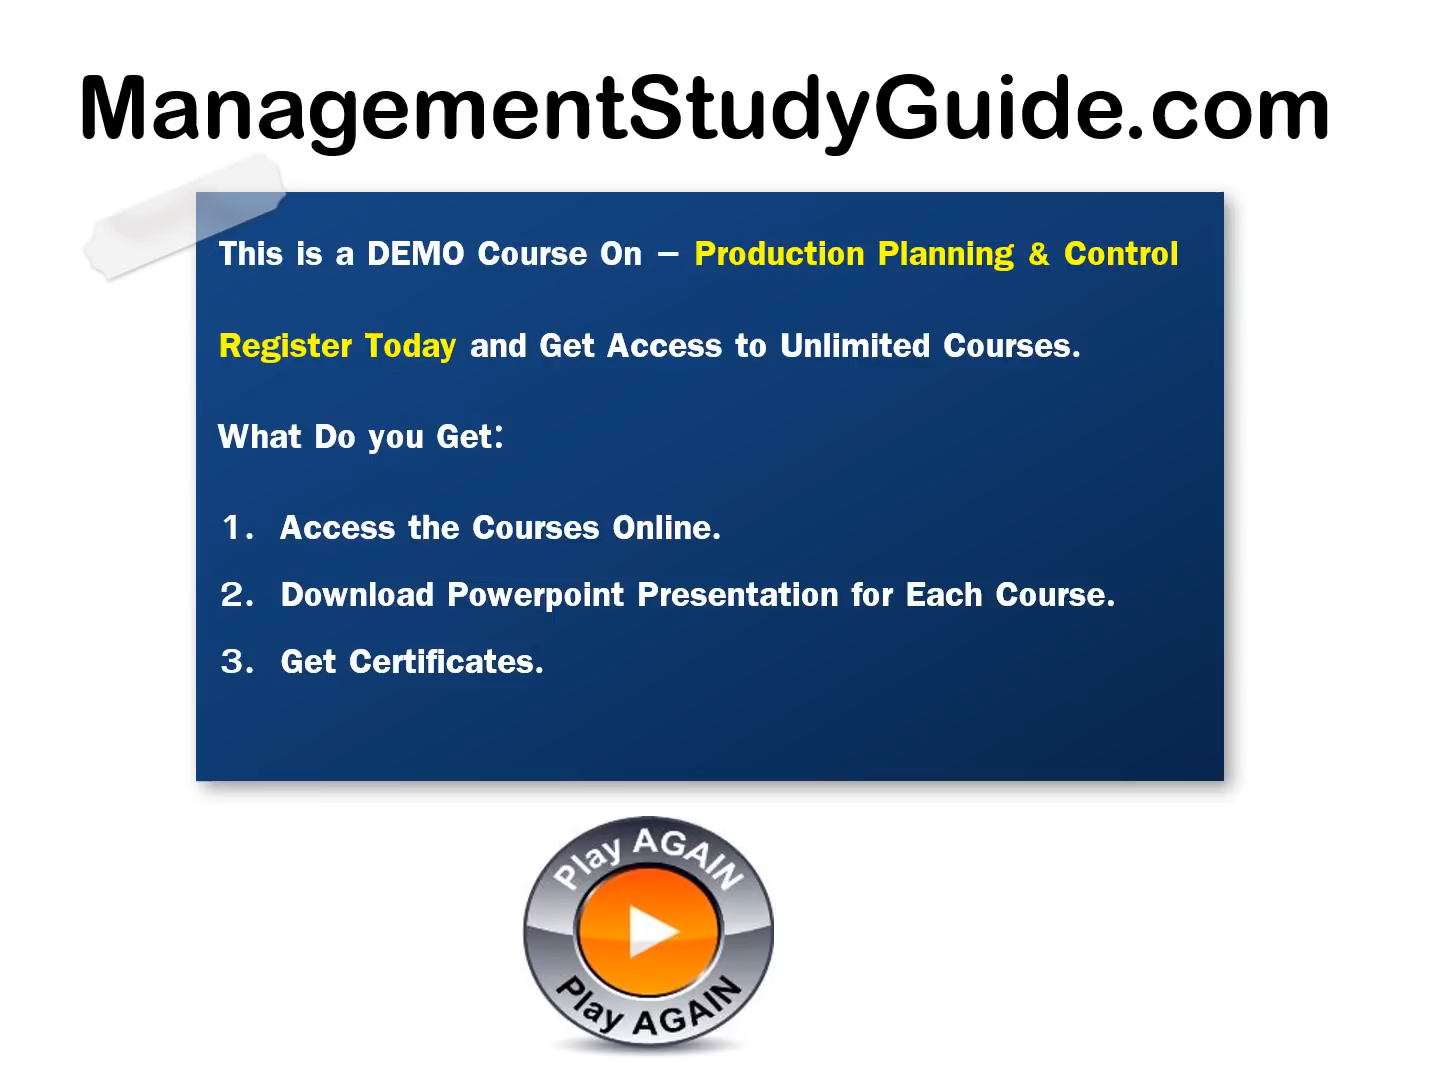 ManagementStudyGuide.com
This is a DEMO Course On – Production Planning & Control
Register Today and Get Access to Unlimited Courses.
What Do you Get:
1. Access the Courses Online.
2. Download Powerpoint Presentation for Each Course.
3. Get Certificates.
Play AGAIN
Play AGAIN